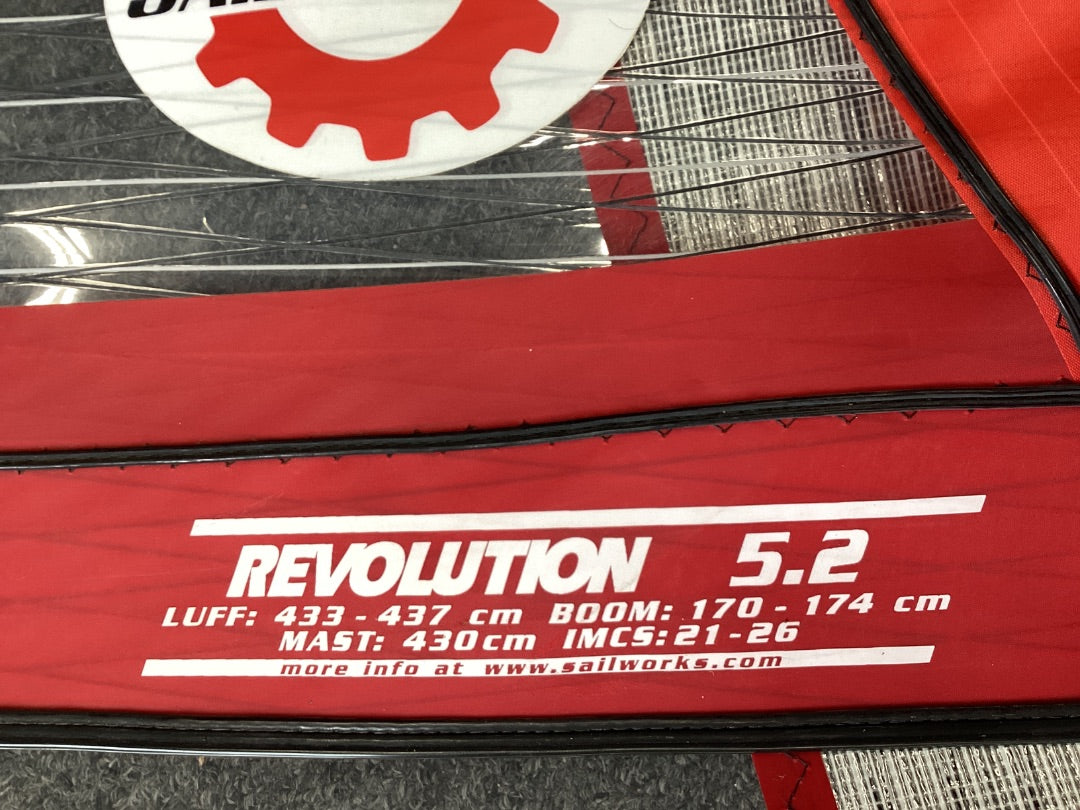 REVOLUTION 5.2
LUFF: 433 - 437 cm BOOM: 170 - 174 cm
MAST: 430cm IMCS: 21-26
more info at www.sailworks.com